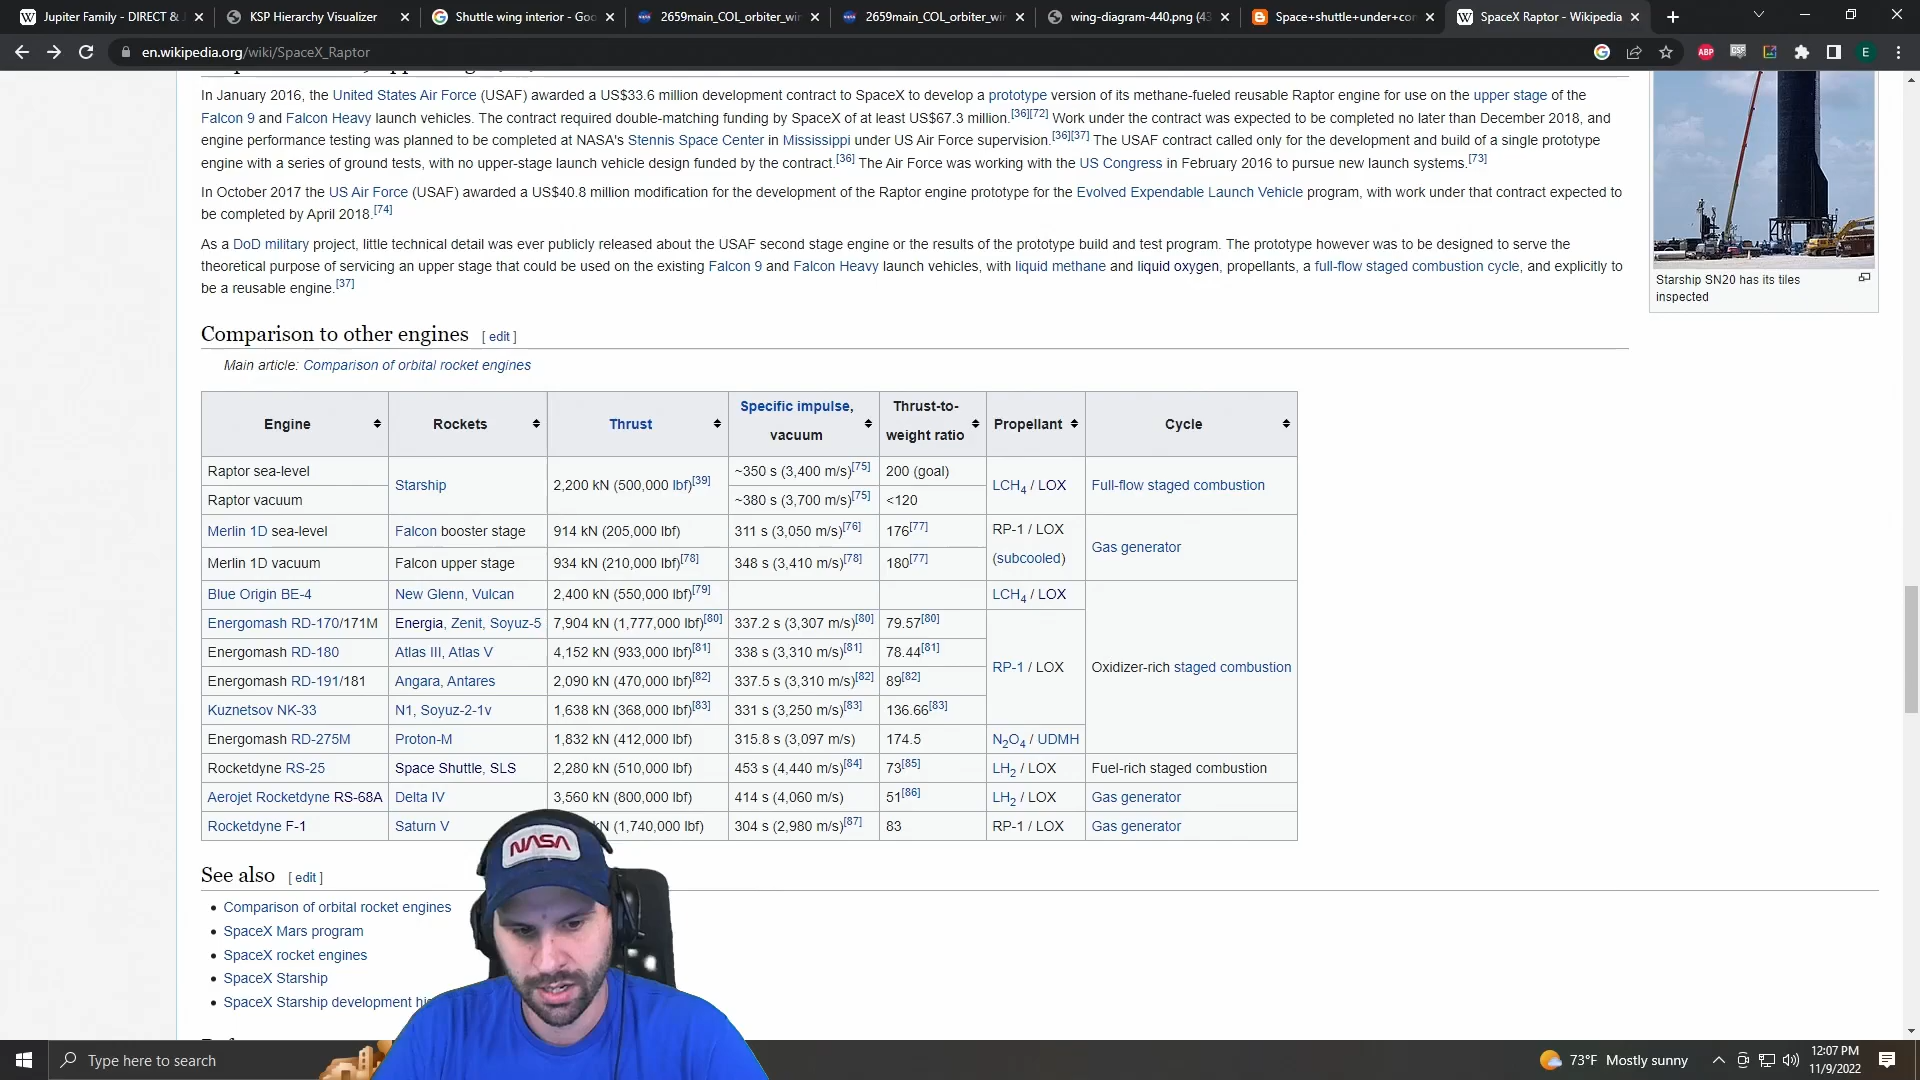 Jupiter Family - DIRECT & J
KSP Hierarchy Visualizer
Shuttle wing interior - Goo
2659main_COL_orbiter_wi
2659main_COL_orbiter_wi
wing-diagram-440.png (43
Space+shuttle+under+co
SpaceX Raptor - Wikipedia
en.wikipedia.org/wiki/SpaceX_Raptor
ABP
E
In January 2016, the United States Air Force (USAF) awarded a US$33.6 million development contract to SpaceX to develop a prototype version of its methane-fueled reusable Raptor engine for use on the upper stage of the
Falcon 9 and Falcon Heavy launch vehicles. The contract required double-matching funding by SpaceX of at least US$67.3 million.[36][72] Work under the contract was expected to be completed no later than December 2018, and
engine performance testing was planned to be completed at NASA's Stennis Space Center in Mississippi under US Air Force supervision.[36][37] The USAF contract called only for the development and build of a single prototype
engine with a series of ground tests, with no upper-stage launch vehicle design funded by the contract.[36] The Air Force was working with the US Congress in February 2016 to pursue new launch systems.[73]
In October 2017 the US Air Force (USAF) awarded a US$40.8 million modification for the development of the Raptor engine prototype for the Evolved Expendable Launch Vehicle program, with work under that contract expected to
be completed by April 2018.[74]
As a DoD military project, little technical detail was ever publicly released about the USAF second stage engine or the results of the prototype build and test program. The prototype however was to be designed to serve the
theoretical purpose of servicing an upper stage that could be used on the existing Falcon 9 and Falcon Heavy launch vehicles, with liquid methane and liquid oxygen, propellants, a full-flow staged combustion cycle, and explicitly to
be a reusable engine.[37]
Starship SN20 has its tiles
inspected
Comparison to other engines [ edit ]
Main article: Comparison of orbital rocket engines
Engine Rockets Thrust Specific impulse, vacuum Thrust-to-weight ratio Propellant Cycle
Raptor sea-level Starship 2,200 kN (500,000 lbf)[39] ~350 s (3,400 m/s)[75] 200 (goal) LCH4 / LOX Full-flow staged combustion
Raptor vacuum ~380 s (3,700 m/s)[75] <120
Merlin 1D sea-level Falcon booster stage 914 kN (205,000 lbf) 311 s (3,050 m/s)[76] 176[77] RP-1 / LOX (subcooled) Gas generator
Merlin 1D vacuum Falcon upper stage 934 kN (210,000 lbf)[78] 348 s (3,410 m/s)[78] 180[77]
Blue Origin BE-4 New Glenn, Vulcan 2,400 kN (550,000 lbf)[79] LCH4 / LOX Oxidizer-rich staged combustion
Energomash RD-170/171M Energia, Zenit, Soyuz-5 7,904 kN (1,777,000 lbf)[80] 337.2 s (3,307 m/s)[80] 79.57[80] RP-1 / LOX
Energomash RD-180 Atlas III, Atlas V 4,152 kN (933,000 lbf)[81] 338 s (3,310 m/s)[81] 78.44[81]
Energomash RD-191/181 Angara, Antares 2,090 kN (470,000 lbf)[82] 337.5 s (3,310 m/s)[82] 89[82]
Kuznetsov NK-33 N1, Soyuz-2-1v 1,638 kN (368,000 lbf)[83] 331 s (3,250 m/s)[83] 136.66[83]
Energomash RD-275M Proton-M 1,832 kN (412,000 lbf) 315.8 s (3,097 m/s) 174.5 N2O4 / UDMH
Rocketdyne RS-25 Space Shuttle, SLS 2,280 kN (510,000 lbf) 453 s (4,440 m/s)[84] 73[85] LH2 / LOX Fuel-rich staged combustion
Aerojet Rocketdyne RS-68A Delta IV 3,560 kN (800,000 lbf) 414 s (4,060 m/s) 51[86] LH2 / LOX Gas generator
Rocketdyne F-1 Saturn V kN (1,740,000 lbf) 304 s (2,980 m/s)[87] 83 RP-1 / LOX Gas generator
See also [ edit ]
Comparison of orbital rocket engines
SpaceX Mars program
SpaceX rocket engines
SpaceX Starship
SpaceX Starship development
NASA
Type here to search
73°F Mostly sunny
12:07 PM
11/9/2022